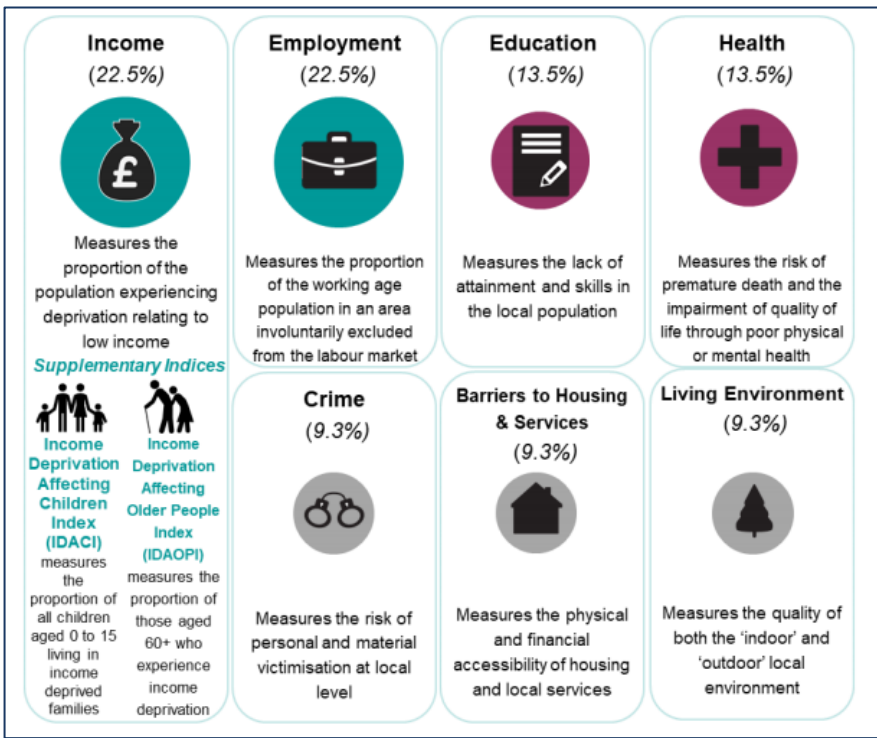 Income
(22.5%)
£
Measures the
proportion of the
population experiencing
deprivation relating to
low income
Supplementary Indices
Income
Deprivation
Affecting
Children
Index
(IDACI)
measures
the
proportion of
all children
aged 0 to 15
living in
income
deprived
families
Income
Deprivation
Affecting
Older People
Index
(IDAOPI)
measures the
proportion of
those aged
60+ who
experience
income
deprivation
Employment
(22.5%)
Measures the proportion
of the working age
population in an area
involuntarily excluded
from the labour market
Education
(13.5%)
Measures the lack of
attainment and skills in
the local population
Health
(13.5%)
Measures the risk of
premature death and the
impairment of quality of
life through poor physical
or mental health
Crime
(9.3%)
Measures the risk of
personal and material
victimisation at local
level
Barriers to Housing
& Services
(9.3%)
Measures the physical
and financial
accessibility of housing
and local services
Living Environment
(9.3%)
Measures the quality of
both the ‘indoor’ and
‘outdoor’ local
environment